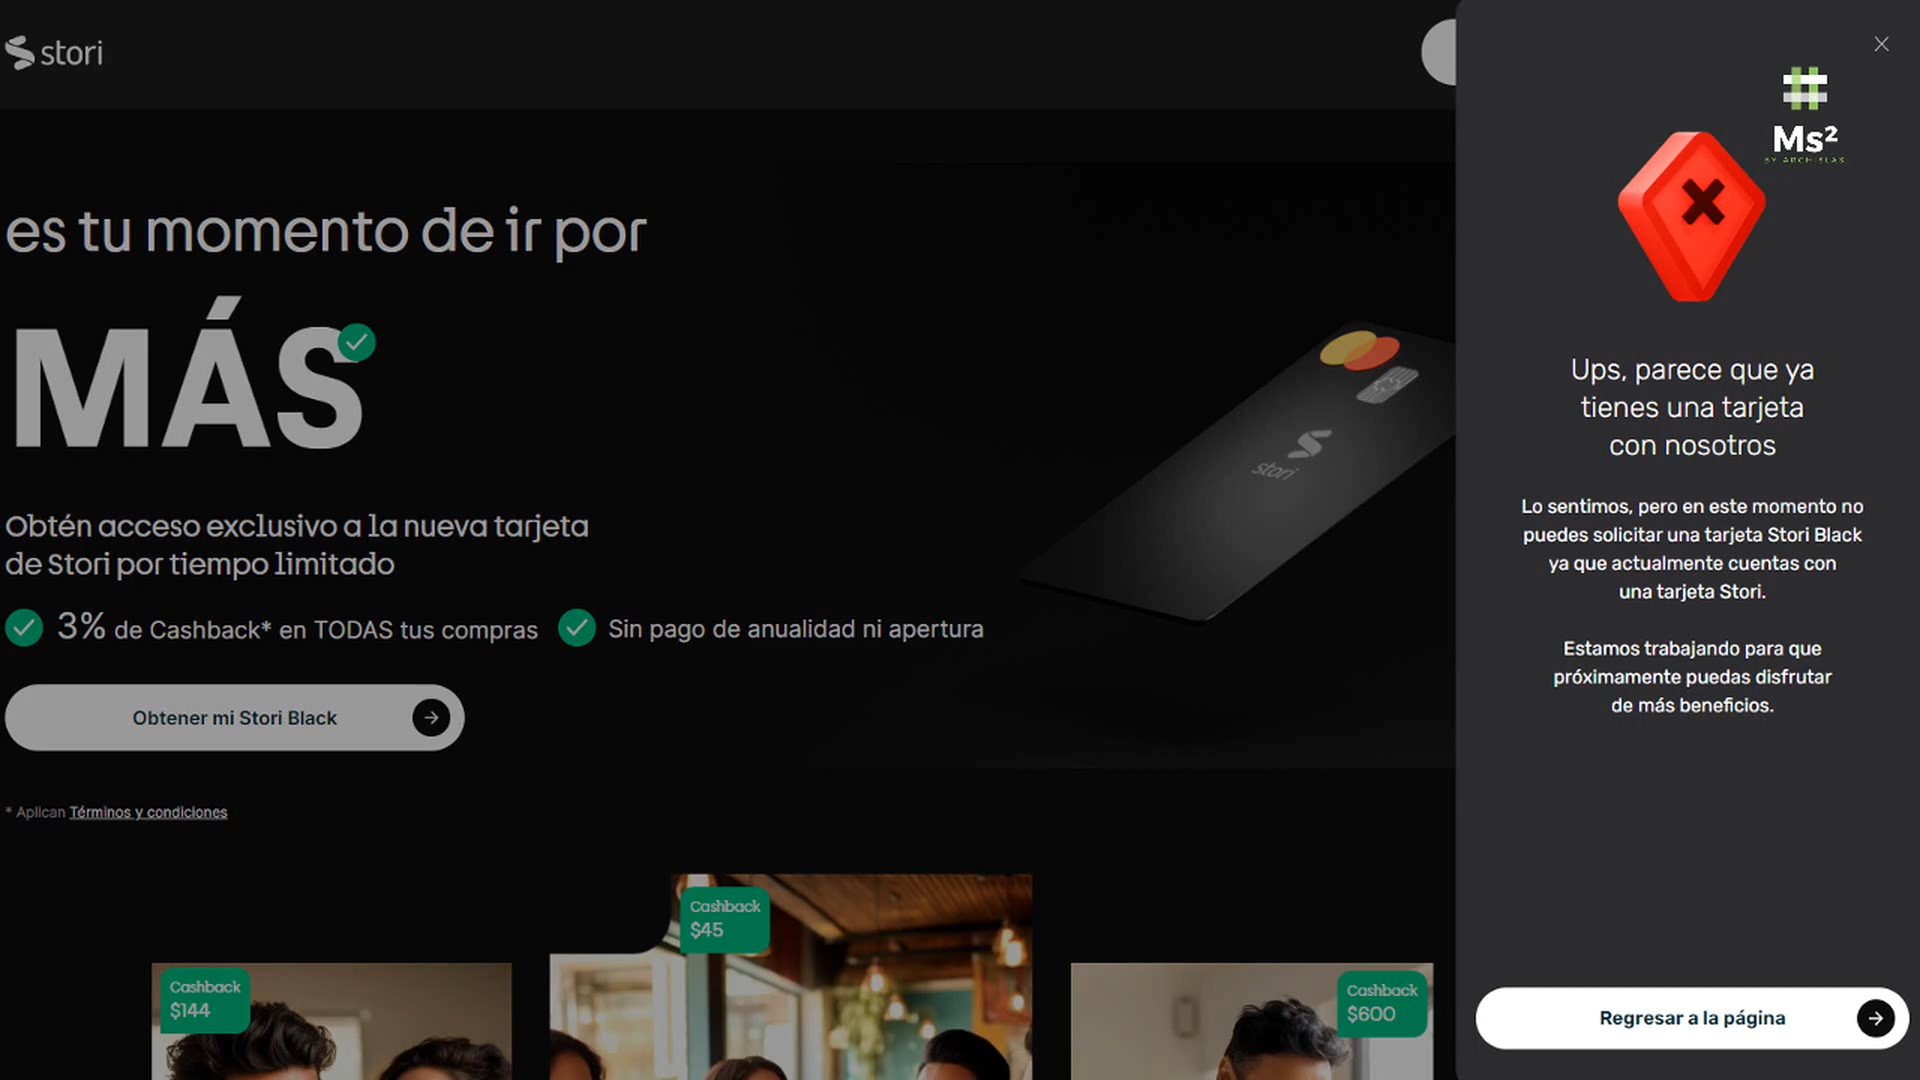 stori
es tu momento de ir por
MÁS
Obtén acceso exclusivo a la nueva tarjeta
de Stori por tiempo limitado
3% de Cashback* en TODAS tus compras
Sin pago de anualidad ni apertura
Obtener mi Stori Black
* Aplican Términos y condiciones
stori
Cashback
$144
Cashback
$45
Cashback
$600
Ms²
BY ARCHISLAS
Ups, parece que ya
tienes una tarjeta
con nosotros
Lo sentimos, pero en este momento no
puedes solicitar una tarjeta Stori Black
ya que actualmente cuentas con
una tarjeta Stori.
Estamos trabajando para que
próximamente puedas disfrutar
de más beneficios.
Regresar a la página